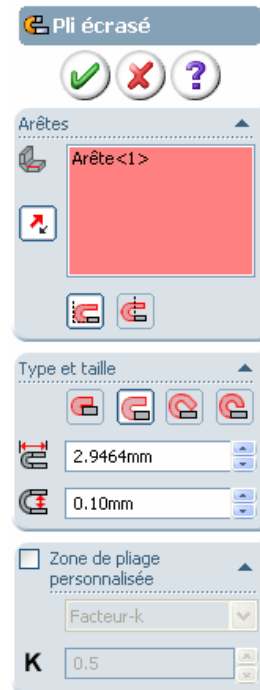 Pli écrasé
?
Arêtes
Arête<1>
Type et taille
2.9464mm
0.10mm
Zone de pliage
personnalisée
Facteur-k
K 0.5